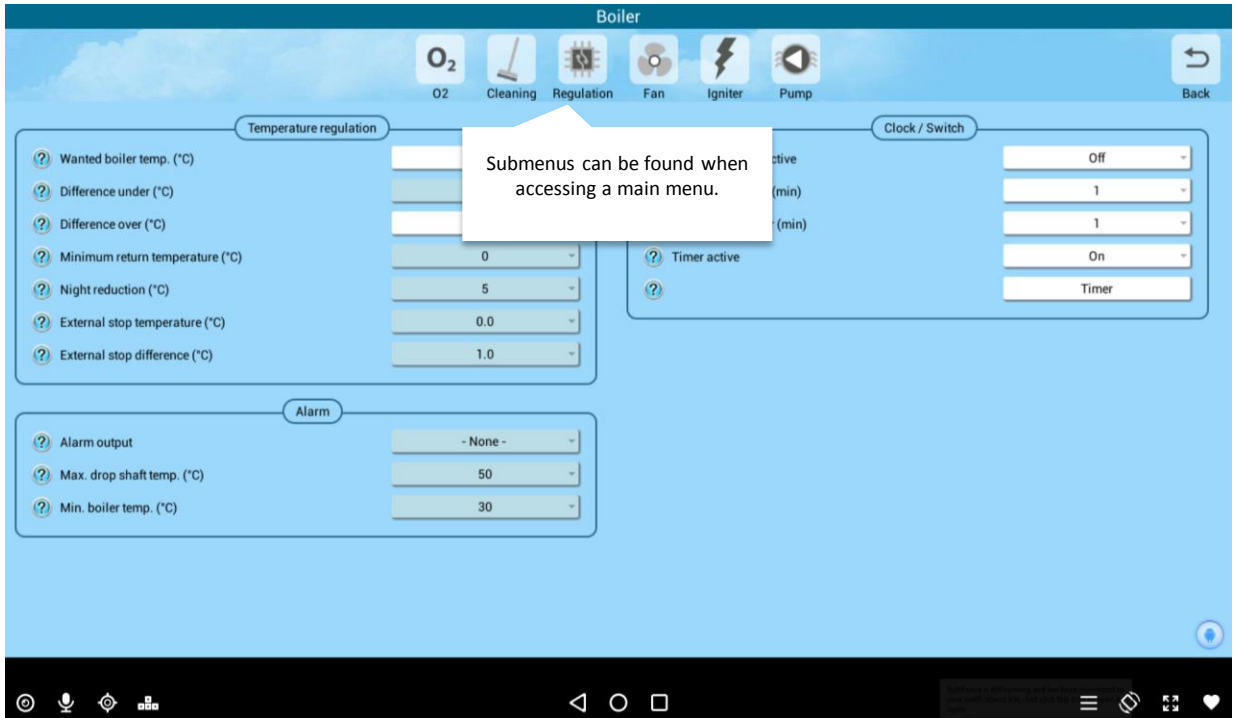 Boiler
O₂
O2
Cleaning
Regulation
Fan
Igniter
Pump
Back
Temperature regulation
Wanted boiler temp. (°C)
Difference under (°C)
Difference over (°C)
Minimum return temperature (°C) 0
Night reduction (°C) 5
External stop temperature (°C) 0.0
External stop difference (°C) 1.0
Submenus can be found when
accessing a main menu.
Clock / Switch
Off
(min) 1
(min) 1
Timer active On
Timer
Alarm
Alarm output - None -
Max. drop shaft temp. (°C) 50
Min. boiler temp. (°C) 30